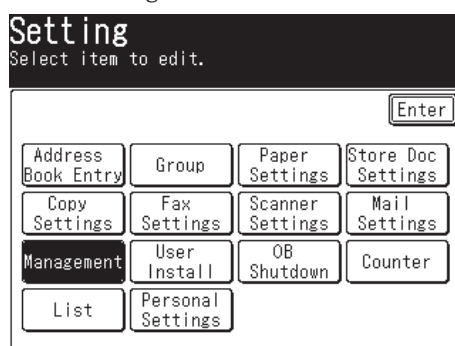 Setting
Select item to edit.
Enter
Address
Book Entry
Group
Paper
Settings
Store Doc
Settings
Copy
Settings
Fax
Settings
Scanner
Settings
Mail
Settings
Management
User
Install
OB
Shutdown
Counter
List
Personal
Settings